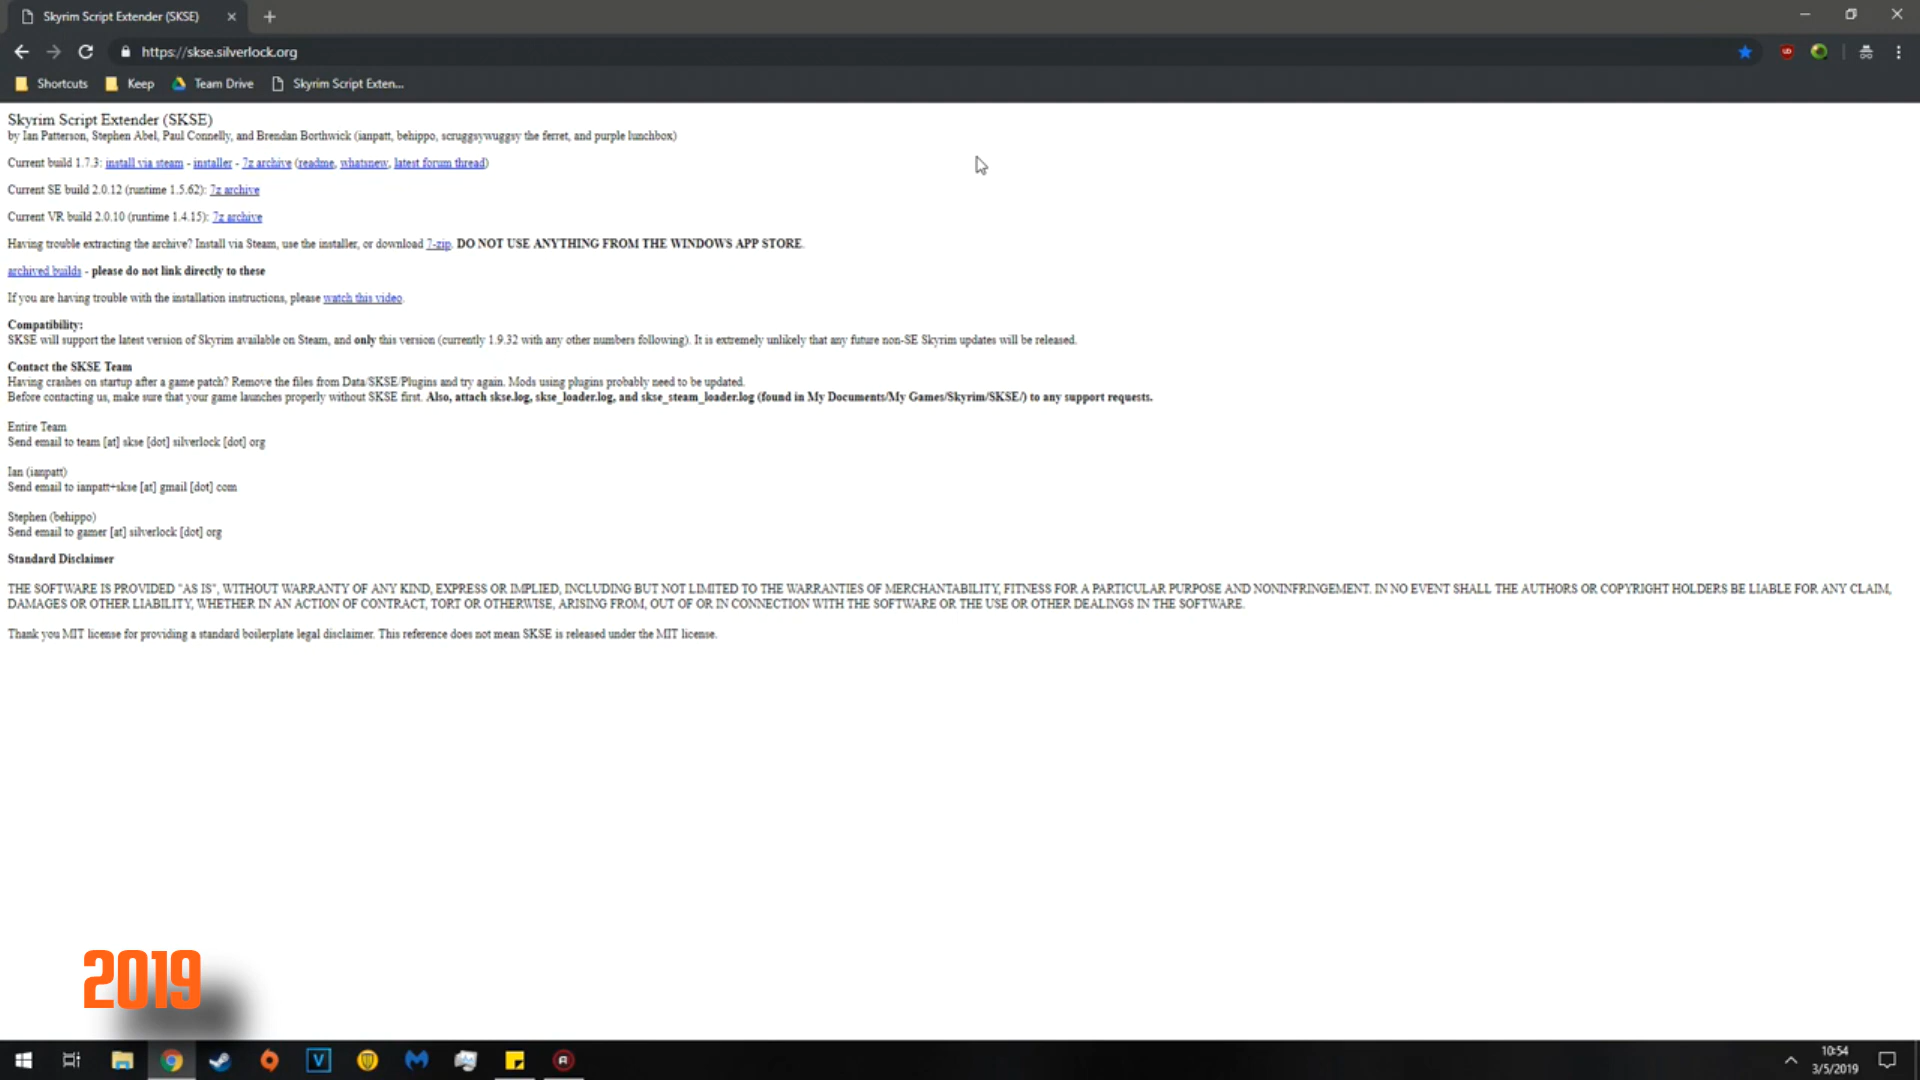 Skyrim Script Extender (SKSE)
https://skse.silverlock.org
Shortcuts Keep Team Drive Skyrim Script Exten...
Skyrim Script Extender (SKSE)
by Ian Patterson, Stephen Abel, Paul Connelly, and Brendan Borthwick (ianpatt, behippo, scruggsywuggsy the ferret, and purple lunchbox)
Current build 1.7.3: install via steam - installer - 7z archive (readme, whatsnew, latest forum thread)
Current SE build 2.0.12 (runtime 1.5.62): 7z archive
Current VR build 2.0.10 (runtime 1.4.15): 7z archive
Having trouble extracting the archive? Install via Steam, use the installer, or download 7-zip. DO NOT USE ANYTHING FROM THE WINDOWS APP STORE.
archived builds - please do not link directly to these
If you are having trouble with the installation instructions, please watch this video.
Compatibility:
SKSE will support the latest version of Skyrim available on Steam, and only this version (currently 1.9.32 with any other numbers following). It is extremely unlikely that any future non-SE Skyrim updates will be released.
Contact the SKSE Team
Having crashes on startup after a game patch? Remove the files from Data/SKSE/Plugins and try again. Mods using plugins probably need to be updated.
Before contacting us, make sure that your game launches properly without SKSE first. Also, attach skse.log, skse_loader.log, and skse_steam_loader.log (found in My Documents/My Games/Skyrim/SKSE/) to any support requests.
Entire Team
Send email to team [at] skse [dot] silverlock [dot] org
Ian (ianpatt)
Send email to ianpatt+skse [at] gmail [dot] com
Stephen (behippo)
Send email to gamer [at] silverlock [dot] org
Standard Disclaimer
THE SOFTWARE IS PROVIDED "AS IS", WITHOUT WARRANTY OF ANY KIND, EXPRESS OR IMPLIED, INCLUDING BUT NOT LIMITED TO THE WARRANTIES OF MERCHANTABILITY, FITNESS FOR A PARTICULAR PURPOSE AND NONINFRINGEMENT. IN NO EVENT SHALL THE AUTHORS OR COPYRIGHT HOLDERS BE LIABLE FOR ANY CLAIM,
DAMAGES OR OTHER LIABILITY, WHETHER IN AN ACTION OF CONTRACT, TORT OR OTHERWISE, ARISING FROM, OUT OF OR IN CONNECTION WITH THE SOFTWARE OR THE USE OR OTHER DEALINGS IN THE SOFTWARE.
Thank you MIT license for providing a standard boilerplate legal disclaimer. This reference does not mean SKSE is released under the MIT license.
2019
V
10:54
3/5/2019